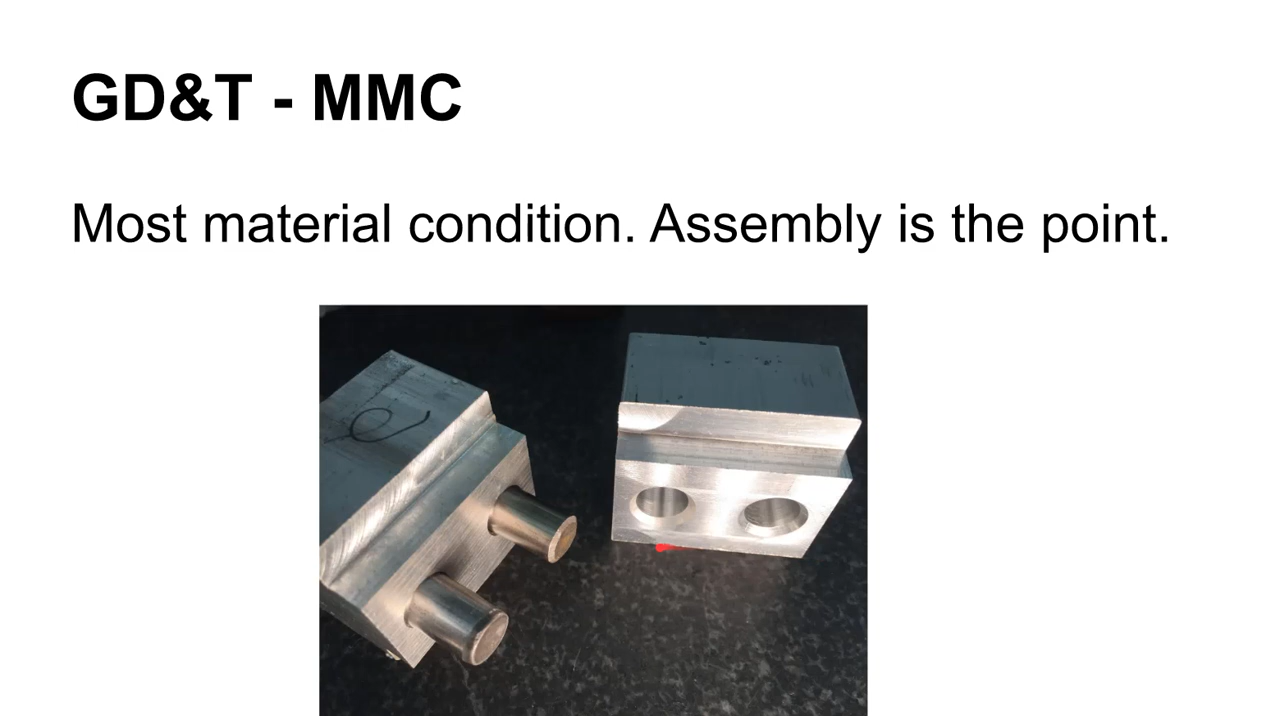 GD&T - MMC
Most material condition. Assembly is the point.